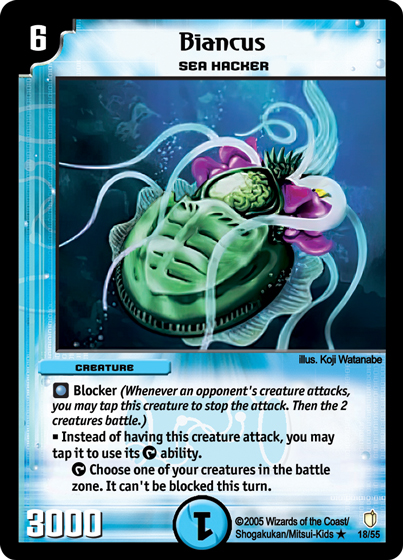 6
Biancus
SEA HACKER
illus. Koji Watanabe
CREATURE
Blocker (Whenever an opponent's creature attacks,
you may tap this creature to stop the attack. Then the 2
creatures battle.)
▪ Instead of having this creature attack, you may
tap it to use its ability.
Choose one of your creatures in the battle
zone. It can't be blocked this turn.
3000
1
©2005 Wizards of the Coast/
Shogakukan/Mitsui-Kids ★ 18/55